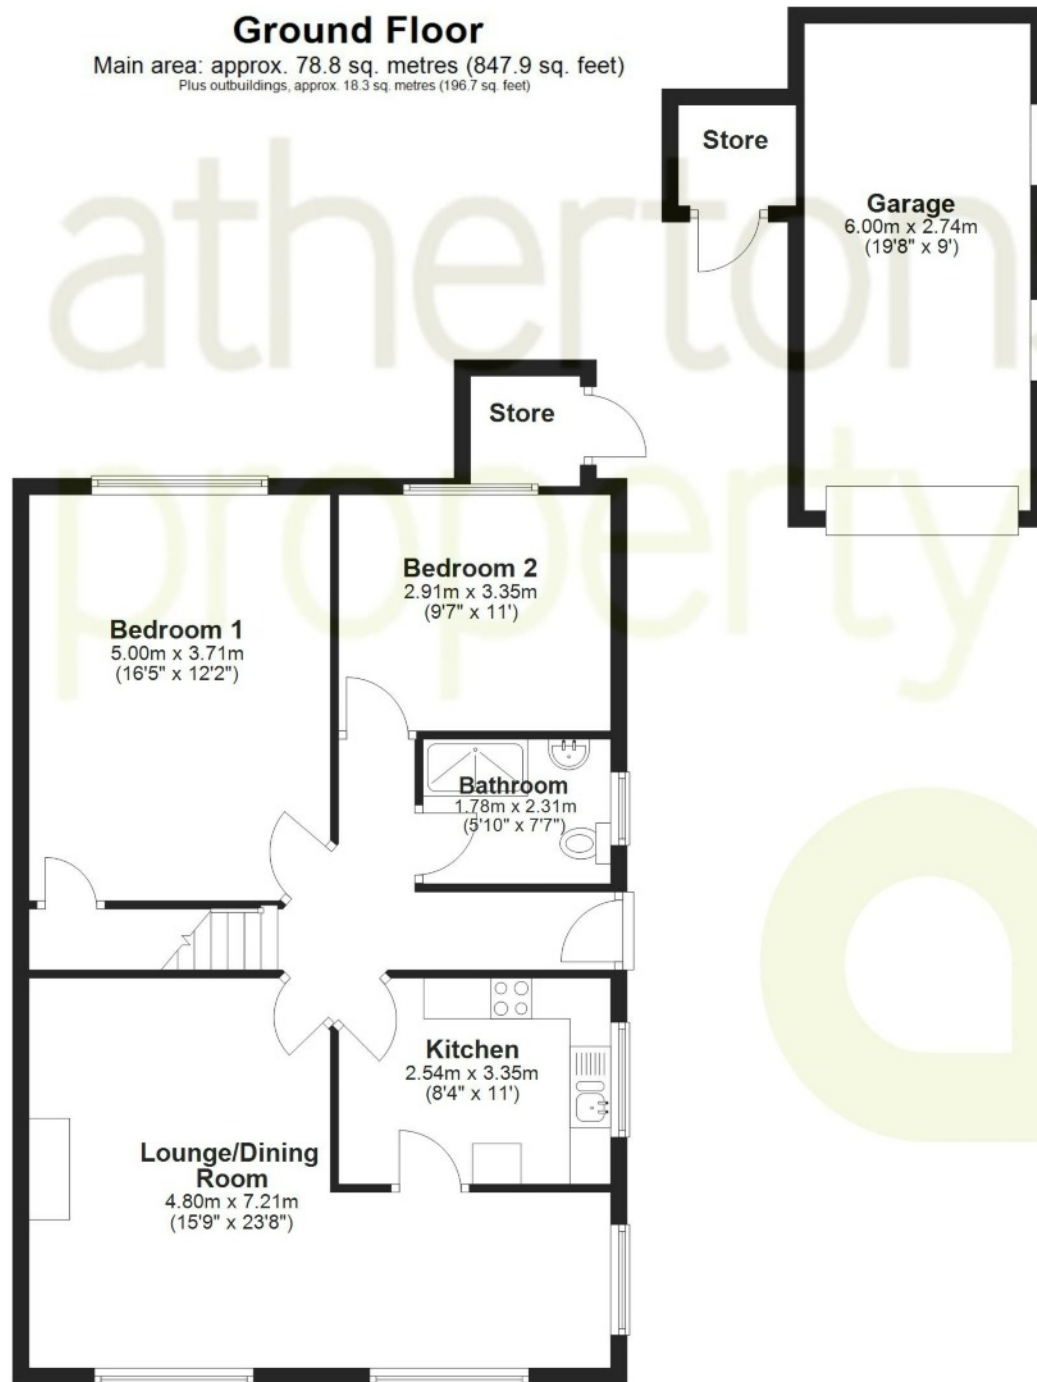 Ground Floor
Main area: approx. 78.8 sq. metres (847.9 sq. feet)
Plus outbuildings, approx. 18.3 sq. metres (196.7 sq. feet)
Store
Garage
6.00m x 2.74m
(19'8" x 9')
athertons
property
Store
Bedroom 2
2.91m x 3.35m
(9'7" x 11')
Bedroom 1
5.00m x 3.71m
(16'5" x 12'2")
Bathroom
1.78m x 2.31m
(5'10" x 7'7")
Kitchen
2.54m x 3.35m
(8'4" x 11')
Lounge/Dining
Room
4.80m x 7.21m
(15'9" x 23'8")